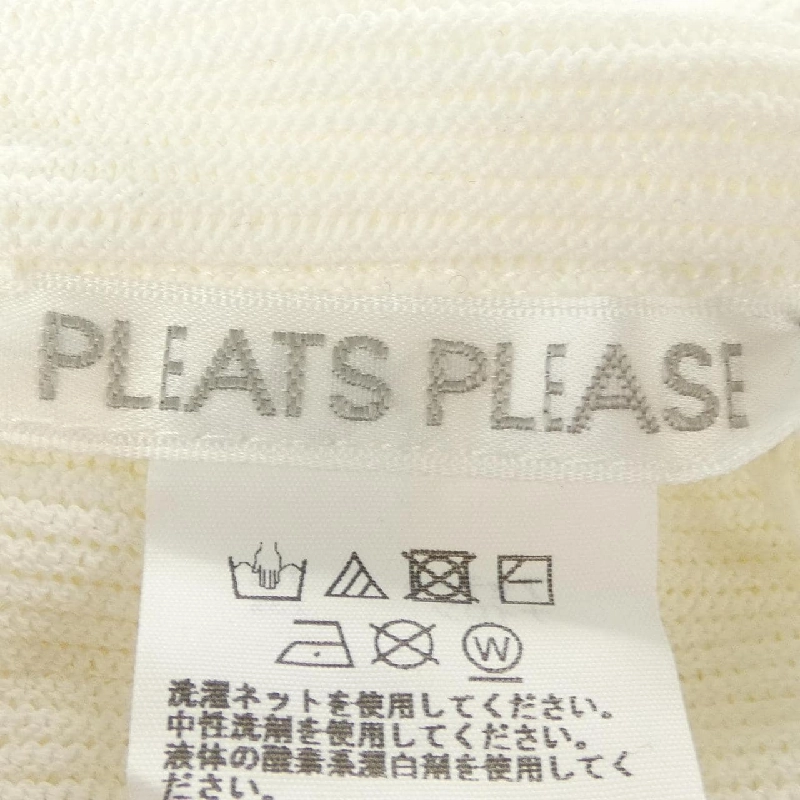 PLEATS PLEASE
W
洗濯ネットを使用してください。
中性洗剤を使用してください。
液体の酸素系漂白剤を使用してく
ださい。